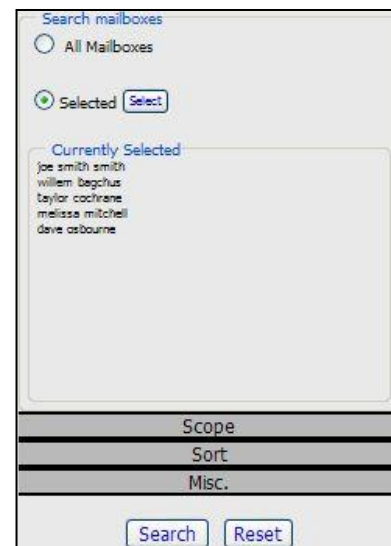 Search mailboxes
All Mailboxes
Selected Select
Currently Selected
joe smith smith
willem bagchus
taylor cochrane
melissa mitchell
dave osbourne
Scope
Sort
Misc.
Search Reset